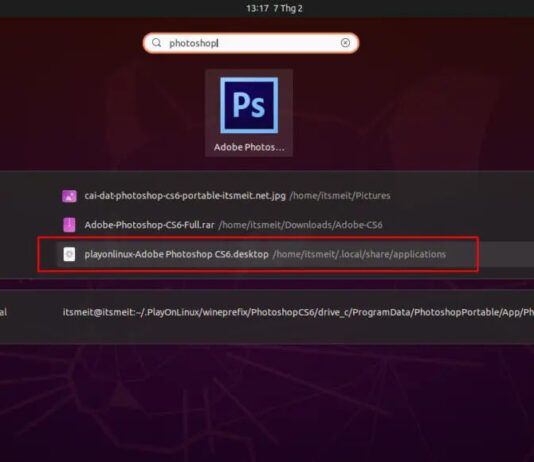 13:17 7 Thg 2
photoshop
Ps
Adobe Photos...
cai-dat-photoshop-cs6-portable-itsmeit.net.jpg /home/itsmeit/Pictures
Adobe-Photoshop-CS6-Full.rar /home/itsmeit/Downloads/Adobe-CS6
playonlinux-Adobe Photoshop CS6.desktop /home/itsmeit/.local/share/applications
al itsmeit@itsmeit:~/.PlayOnLinux/wineprefix/PhotoshopCS6/drive_c/ProgramData/PhotoshopPortable/App/Ph